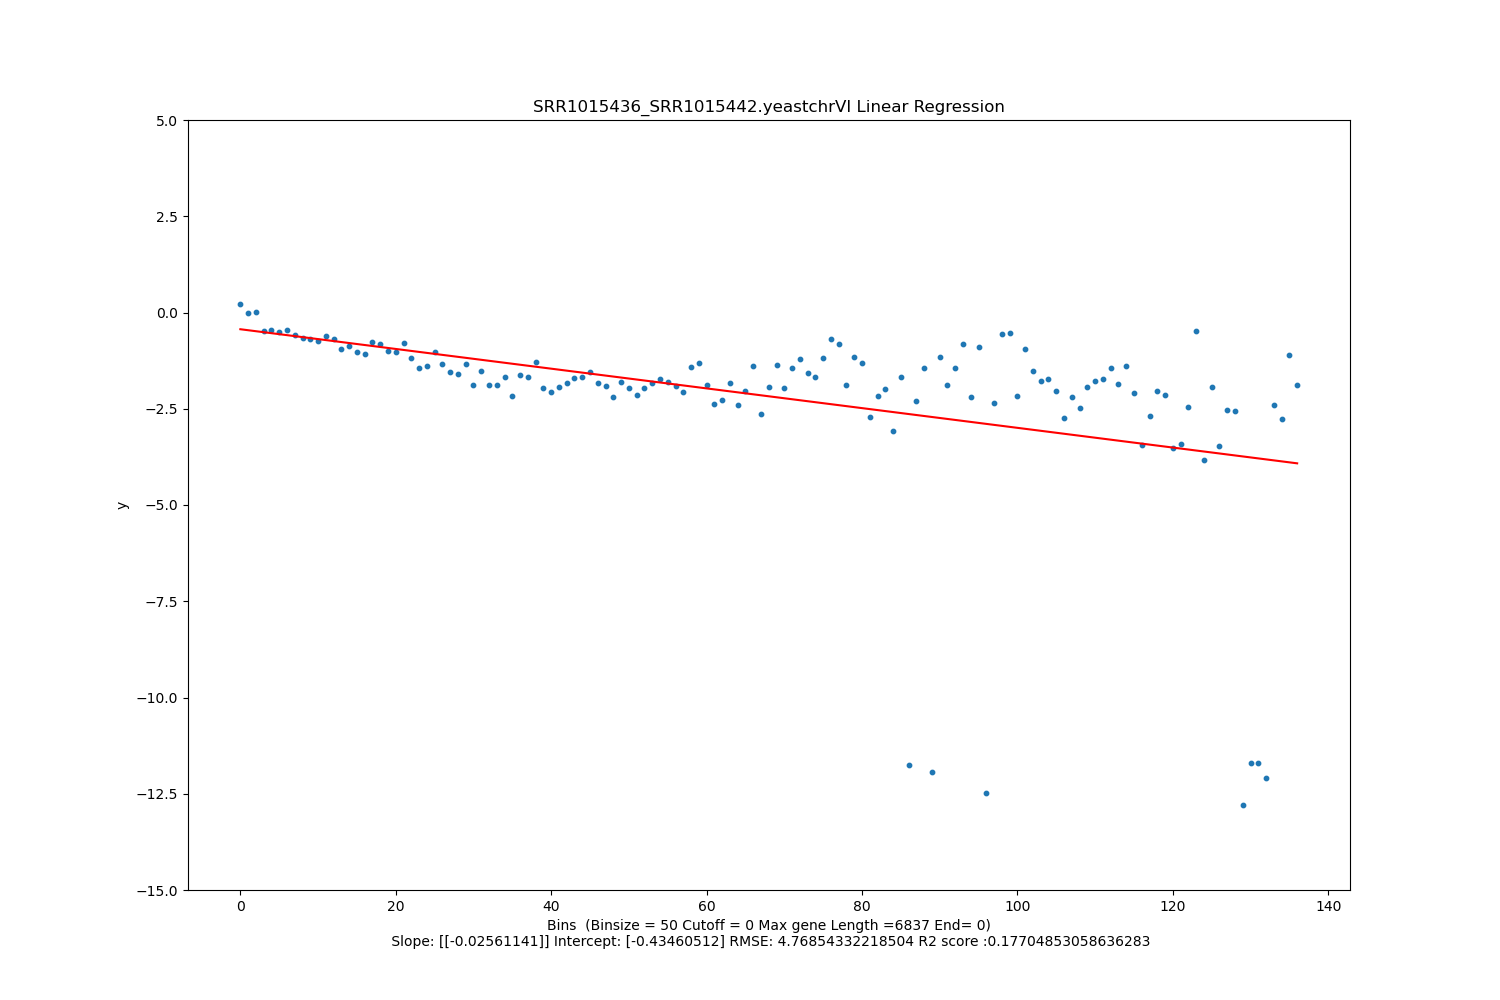 SRR1015436_SRR1015442.yeastchrVI Linear Regression
5.0
2.5
0.0
−2.5
−5.0
−7.5
−10.0
−12.5
−15.0
y
0 20 40 60 80 100 120 140
Bins  (Binsize = 50 Cutoff = 0 Max gene Length =6837 End= 0)
Slope: [[-0.02561141]] Intercept: [-0.43460512] RMSE: 4.76854332218504 R2 score :0.17704853058636283